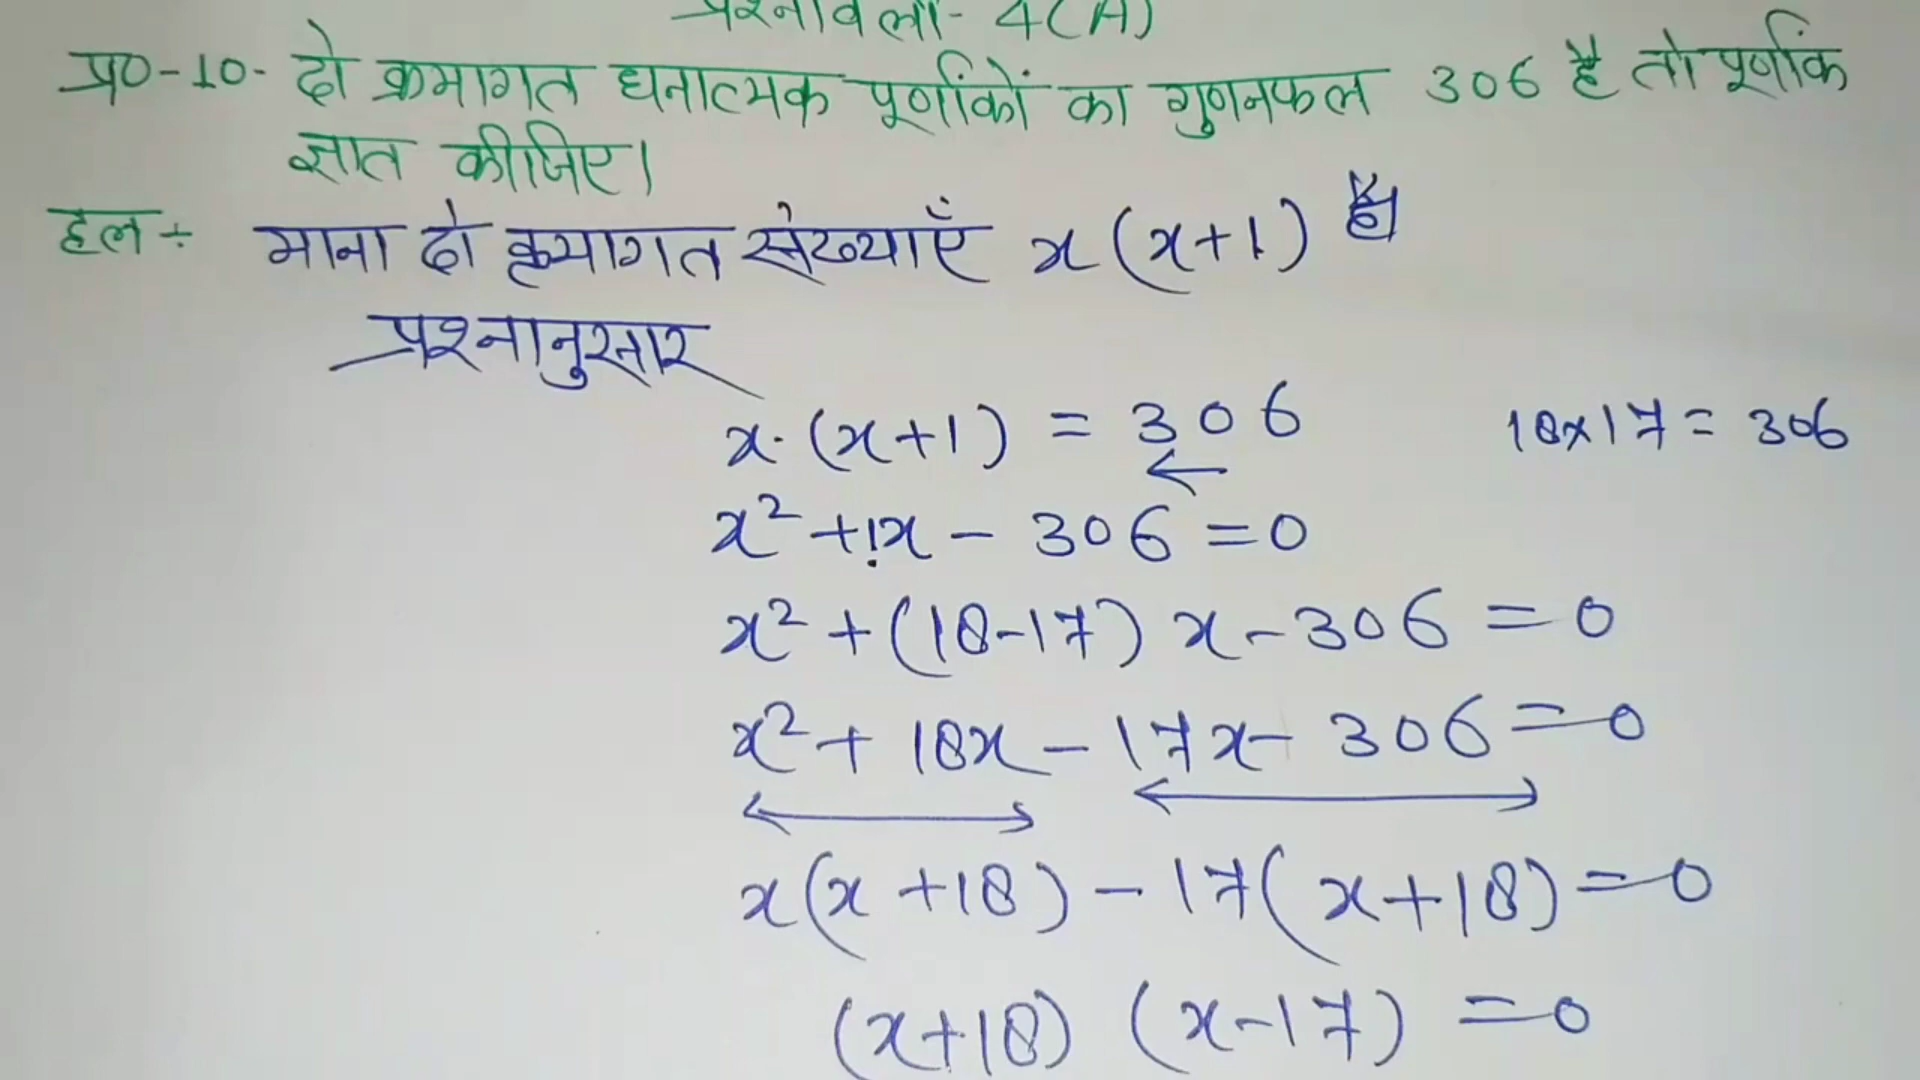 प्रश्नावली- 4(A)
प्र०-10- दो क्रमागत धनात्मक पूर्णांकों का गुणनफल 306 है तो पूर्णांक
ज्ञात कीजिए।
हल ÷ माना दो क्रमागत संख्याएँ x (x+1) है
प्रश्नानुसार
x·(x+1) = 306 18×17 = 306
x² + 1x - 306 = 0
x² + (18-17) x - 306 = 0
x² + 18x - 17x - 306 = 0
x(x+18) - 17(x+18) = 0
(x+18) (x-17) = 0